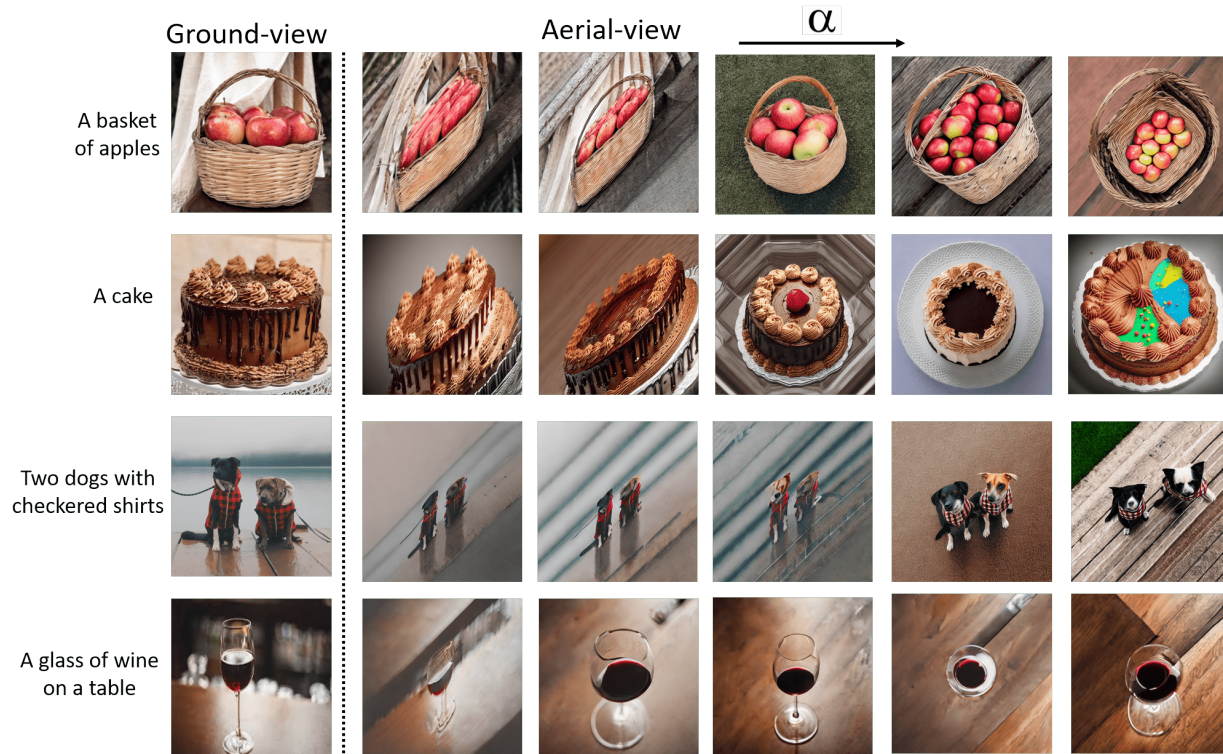 Ground-view
Aerial-view
α
A basket
of apples
A cake
Two dogs with
checkered shirts
A glass of wine
on a table